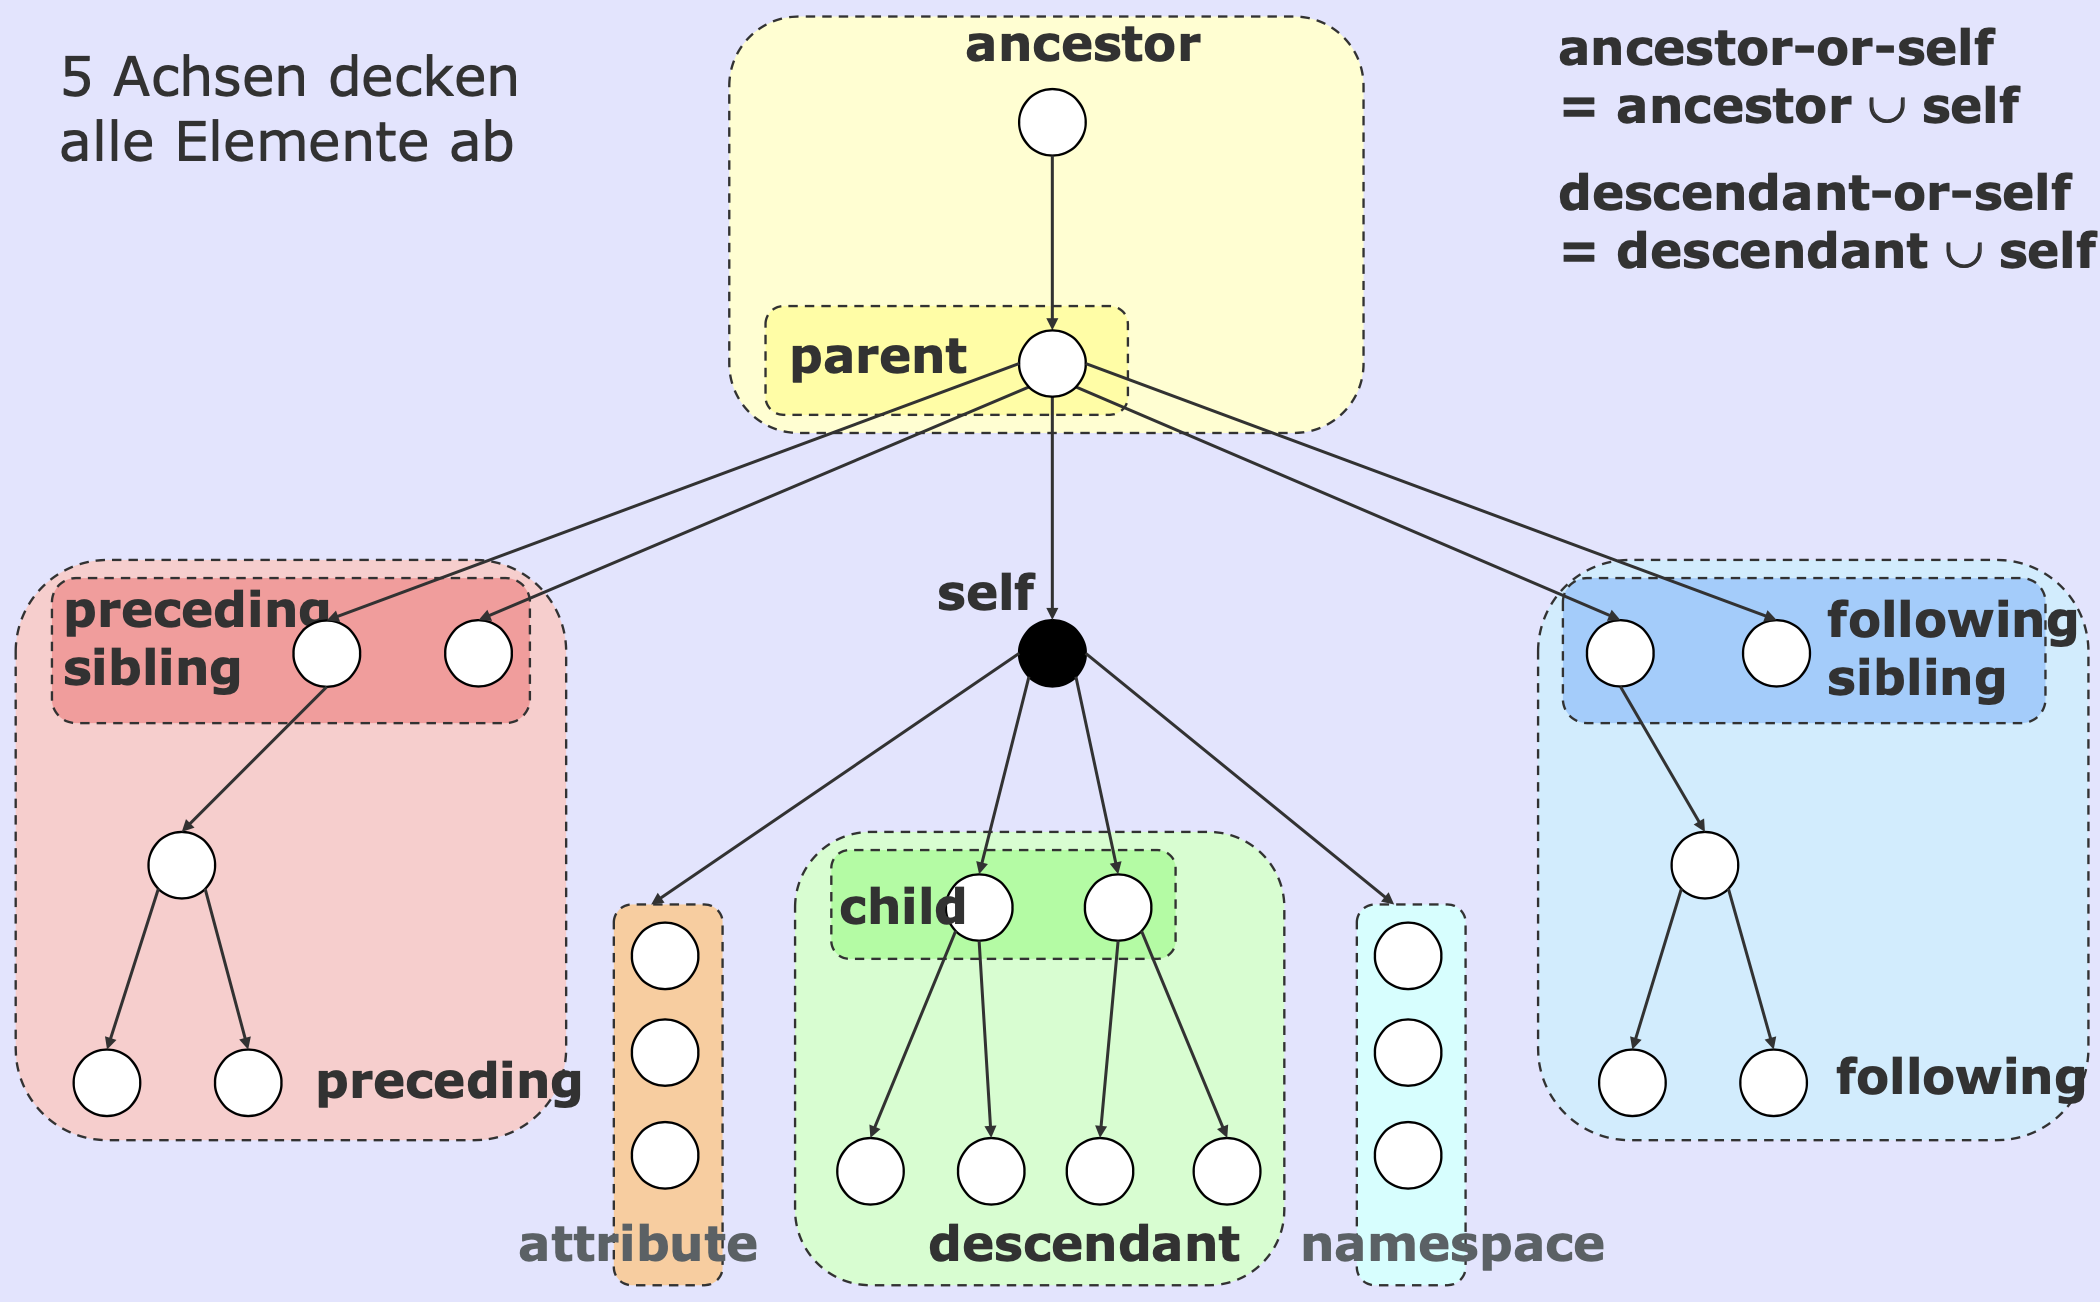 5 Achsen decken
alle Elemente ab
ancestor
ancestor-or-self
= ancestor ∪ self
descendant-or-self
= descendant ∪ self
parent
preceding
sibling
self
following
sibling
child
preceding
following
attribute
descendant
namespace